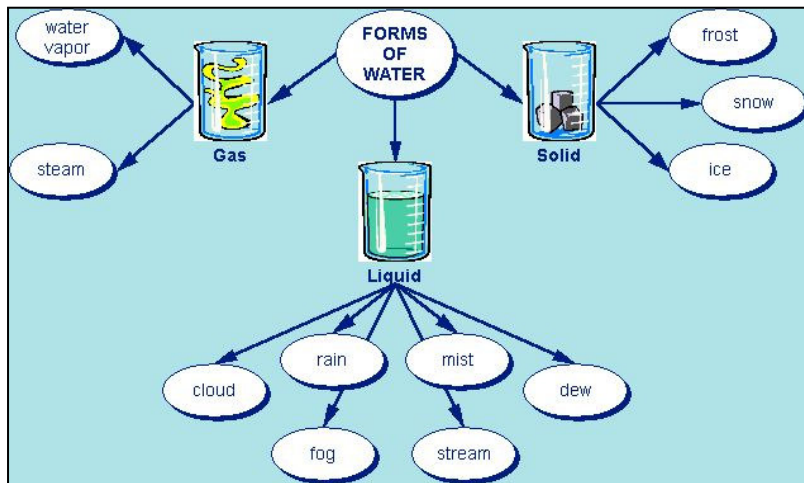 water
vapor
FORMS
OF
WATER
frost
snow
Gas
Solid
steam
ice
Liquid
rain
mist
cloud
dew
fog
stream